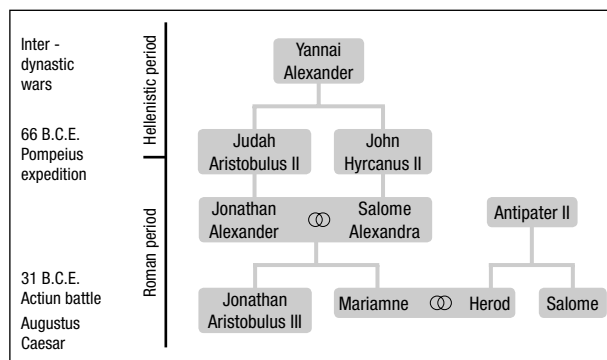 Inter -
dynastic
wars
66 B.C.E.
Pompeius
expedition
31 B.C.E.
Actiun battle
Augustus
Caesar
Hellenistic period
Roman period
Yannai
Alexander
Judah
Aristobulus II
John
Hyrcanus II
Jonathan
Alexander
Salome
Alexandra
Antipater II
Jonathan
Aristobulus III
Mariamne
Herod
Salome